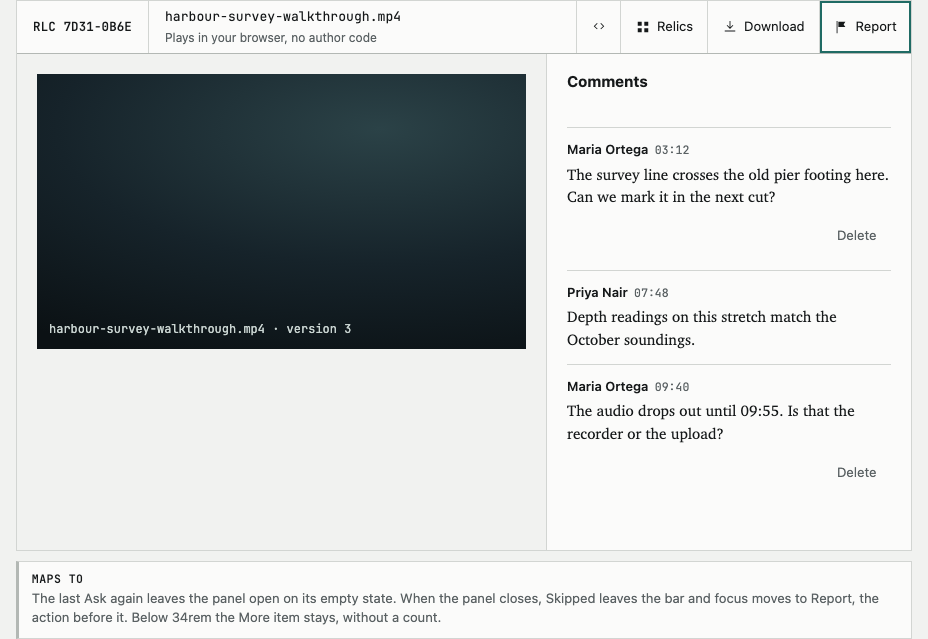 RLC 7D31-0B6E
harbour-survey-walkthrough.mp4
Plays in your browser, no author code
Relics
Download
Report
harbour-survey-walkthrough.mp4 · version 3
Comments
Maria Ortega 03:12
The survey line crosses the old pier footing here.
Can we mark it in the next cut?
Delete
Priya Nair 07:48
Depth readings on this stretch match the
October soundings.
Maria Ortega 09:40
The audio drops out until 09:55. Is that the
recorder or the upload?
Delete
MAPS TO
The last Ask again leaves the panel open on its empty state. When the panel closes, Skipped leaves the bar and focus moves to Report, the
action before it. Below 34rem the More item stays, without a count.